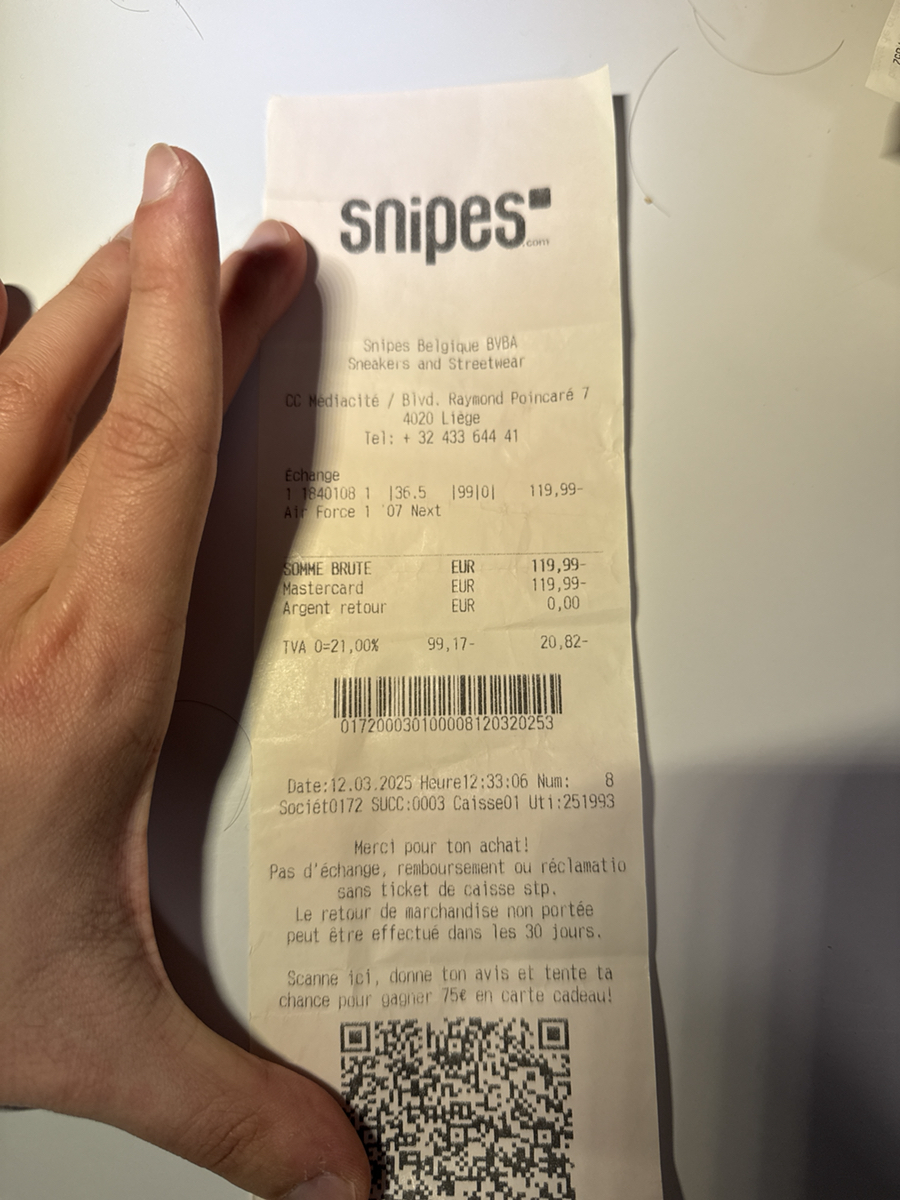 snipes
.com
Snipes Belgique BVBA
Sneakers and Streetwear
CC Médiacité / Blvd. Raymond Poincaré 7
4020 Liège
Tel: + 32 433 644 41
Échange
1 1840108 1 |36.5 |99|0| 119,99-
Air Force 1 '07 Next
SOMME BRUTE EUR 119,99-
Mastercard EUR 119,99-
Argent retour EUR 0,00
TVA 0=21,00% 99,17- 20,82-
017200030100008120320253
Date:12.03.2025 Heure12:33:06 Num: 8
Sociét0172 SUCC:0003 Caisse01 Uti:251993
Merci pour ton achat!
Pas d'échange, remboursement ou réclamatio
sans ticket de caisse stp.
Le retour de marchandise non portée
peut être effectué dans les 30 jours.
Scanne ici, donne ton avis et tente ta
chance pour gagner 75€ en carte cadeau!